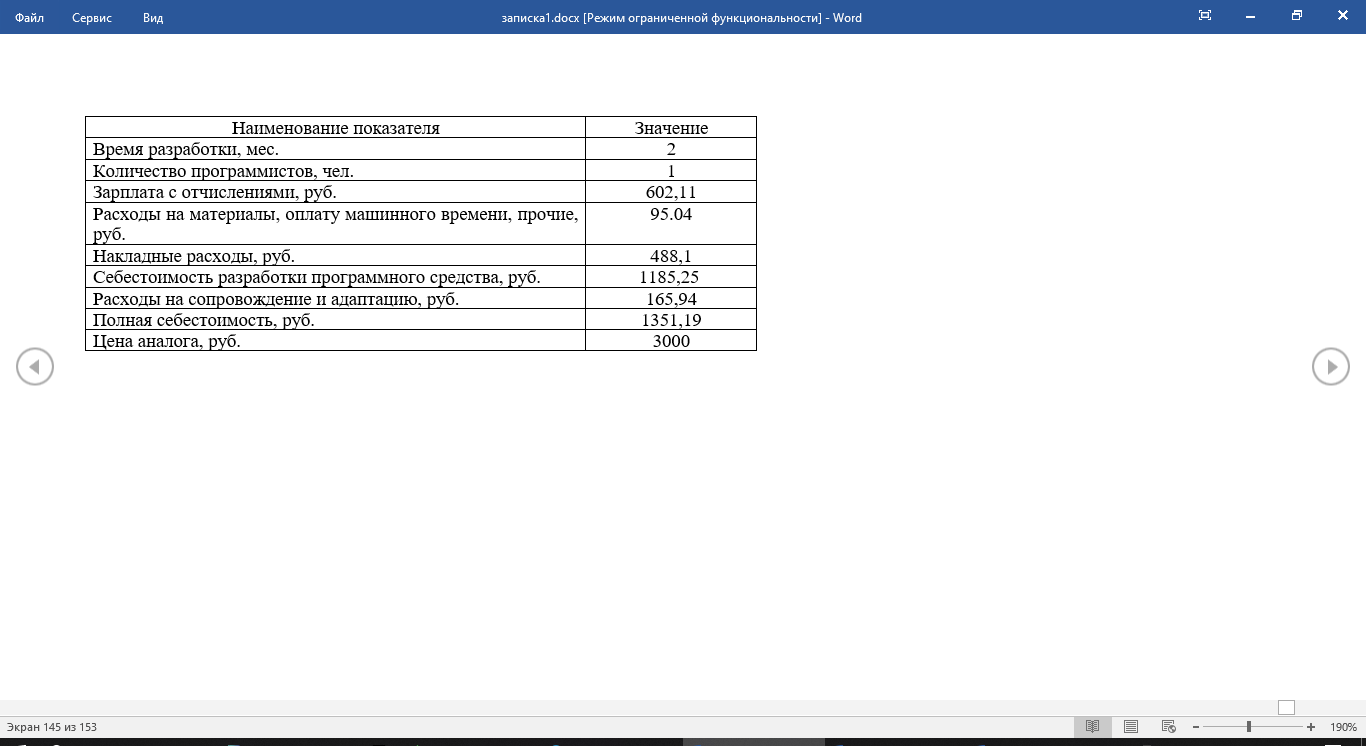 Файл Сервис Вид записка1.docx [Режим ограниченной функциональности] - Word
Наименование показателя Значение
Время разработки, мес. 2
Количество программистов, чел. 1
Зарплата с отчислениями, руб. 602,11
Расходы на материалы, оплату машинного времени, прочие, 95.04
руб.
Накладные расходы, руб. 488,1
Себестоимость разработки программного средства, руб. 1185,25
Расходы на сопровождение и адаптацию, руб. 165,94
Полная себестоимость, руб. 1351,19
Цена аналога, руб. 3000
Экран 145 из 153 190%